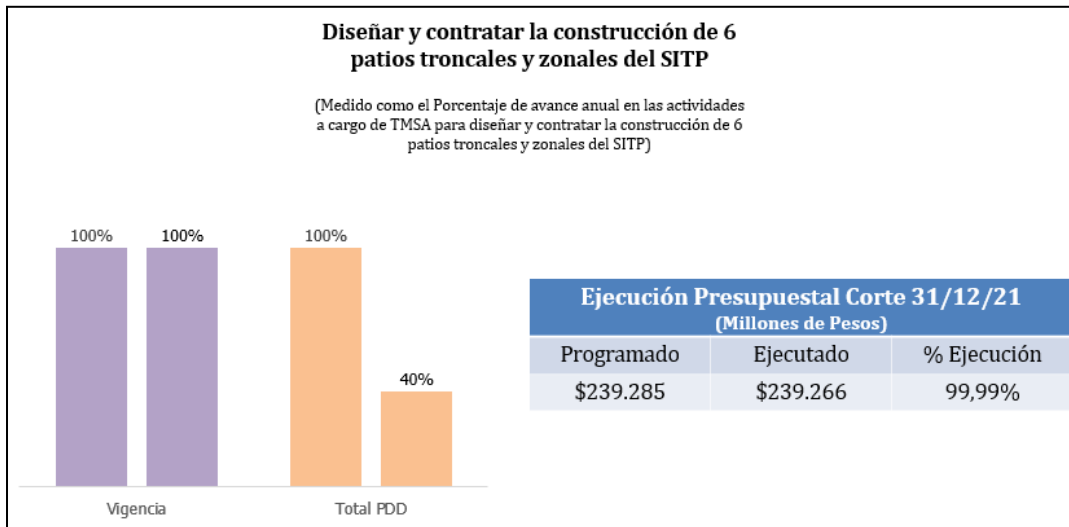 Diseñar y contratar la construcción de 6
patios troncales y zonales del SITP
(Medido como el Porcentaje de avance anual en las actividades
a cargo de TMSA para diseñar y contratar la construcción de 6
patios troncales y zonales del SITP)
100% 100% 100% 40%
Vigencia Total PDD
Ejecución Presupuestal Corte 31/12/21
(Millones de Pesos)
Programado Ejecutado % Ejecución
$239.285 $239.266 99,99%